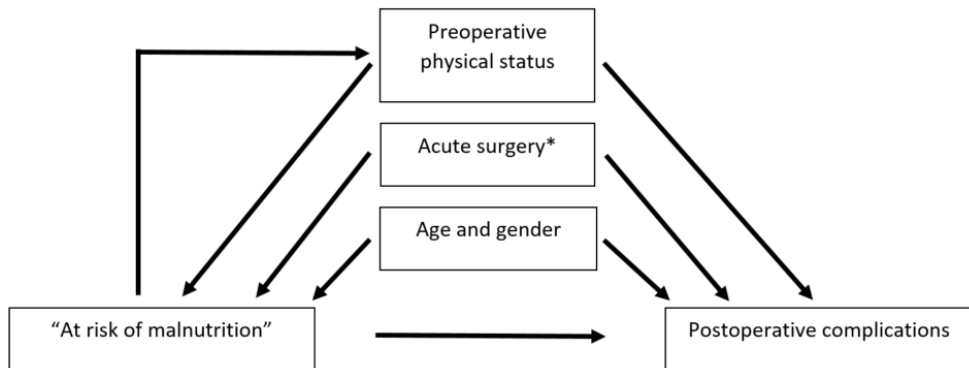 Preoperative
physical status
Acute surgery*
Age and gender
“At risk of malnutrition”
Postoperative complications